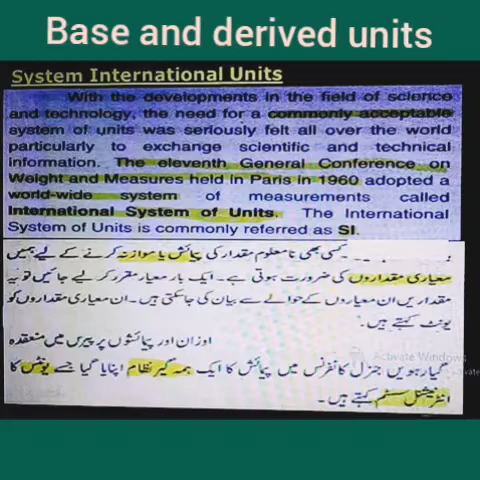 Base and derived units
System International Units
With the developments in the field of science
and technology, the need for a commonly acceptable
system of units was seriously felt all over the world
particularly to exchange scientific and technical
information. The eleventh General Conference on
Weight and Measures held in Paris in 1960 adopted a
world-wide system of measurements called
International System of Units. The International
System of Units is commonly referred as SI.
کسی بھی نامعلوم مقدار کی پیمائش یا موازنہ کرنے کے لیے ہمیں
معیاری مقداروں کی ضرورت ہوتی ہے۔ ایک بار معیار مقرر کر لیے جائیں تو یہ
مقداریں ان معیاروں کے حوالے سے بیان کی جاسکتی ہیں۔ ان معیاری مقداروں کو
یونٹ کہتے ہیں۔
اوزان اور پیمائشوں پر پیرس میں منعقدہ
گیارہویں جنرل کانفرنس میں پیمائش کا ایک ہمہ گیر نظام اپنایا گیا جسے یونٹس کا
انٹرنیشنل سسٹم کہتے ہیں۔
Activate Windows